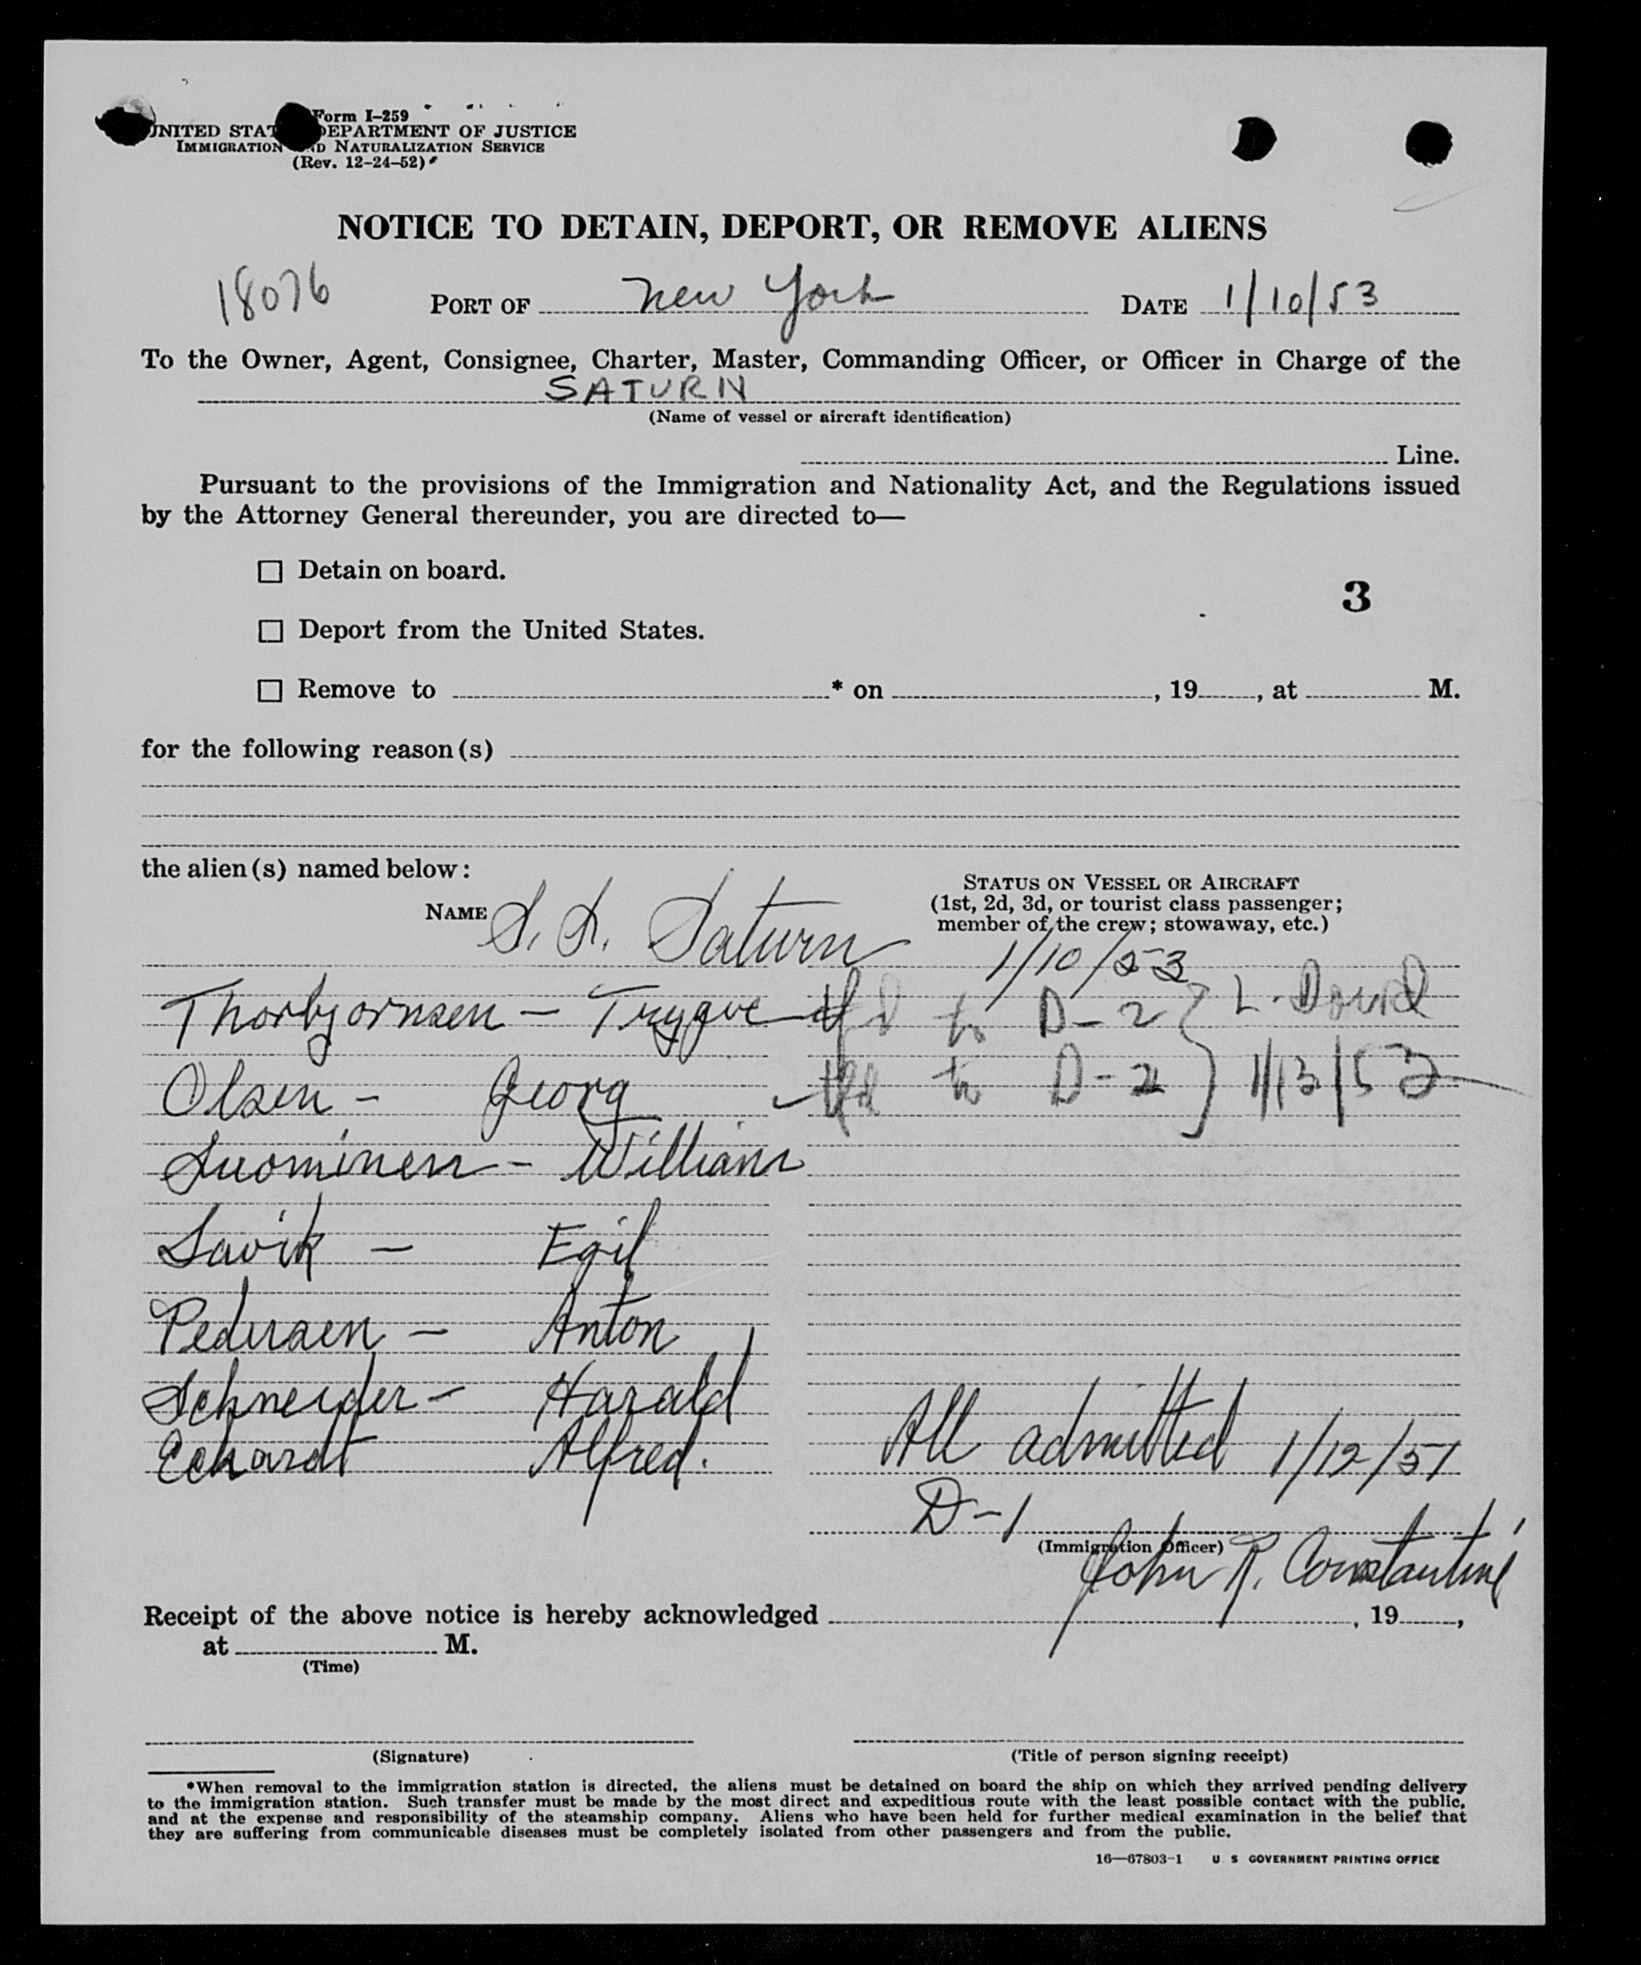 Form I-259
UNITED STATES DEPARTMENT OF JUSTICE
IMMIGRATION AND NATURALIZATION SERVICE
(Rev. 12-24-52)
NOTICE TO DETAIN, DEPORT, OR REMOVE ALIENS
18076 PORT OF New York DATE 1/10/53
To the Owner, Agent, Consignee, Charter, Master, Commanding Officer, or Officer in Charge of the
SATURN
(Name of vessel or aircraft identification)
Line.
Pursuant to the provisions of the Immigration and Nationality Act, and the Regulations issued
by the Attorney General thereunder, you are directed to—
☐ Detain on board.
3
☐ Deport from the United States.
☐ Remove to * on , 19 , at M.
for the following reason(s)
the alien(s) named below:
NAME S.S. Saturn
STATUS ON VESSEL OR AIRCRAFT
(1st, 2d, 3d, or tourist class passenger;
member of the crew; stowaway, etc.)
1/10/53
Thorbjornsen - Trygve to D-2 L.
Olsen - Georg to D-2 1/13/53
Suominen - William
Savik - Egil
Pedersen - Anton
Schneider - Harald
Eckardt Alfred. All admitted 1/12/51
D-1
(Immigration Officer)
John R. Constantine
Receipt of the above notice is hereby acknowledged , 19 ,
at M.
(Time)
(Signature) (Title of person signing receipt)
*When removal to the immigration station is directed, the aliens must be detained on board the ship on which they arrived pending delivery
to the immigration station. Such transfer must be made by the most direct and expeditious route with the least possible contact with the public,
and at the expense and responsibility of the steamship company. Aliens who have been held for further medical examination in the belief that
they are suffering from communicable diseases must be completely isolated from other passengers and from the public.
16—67803-1 U S GOVERNMENT PRINTING OFFICE